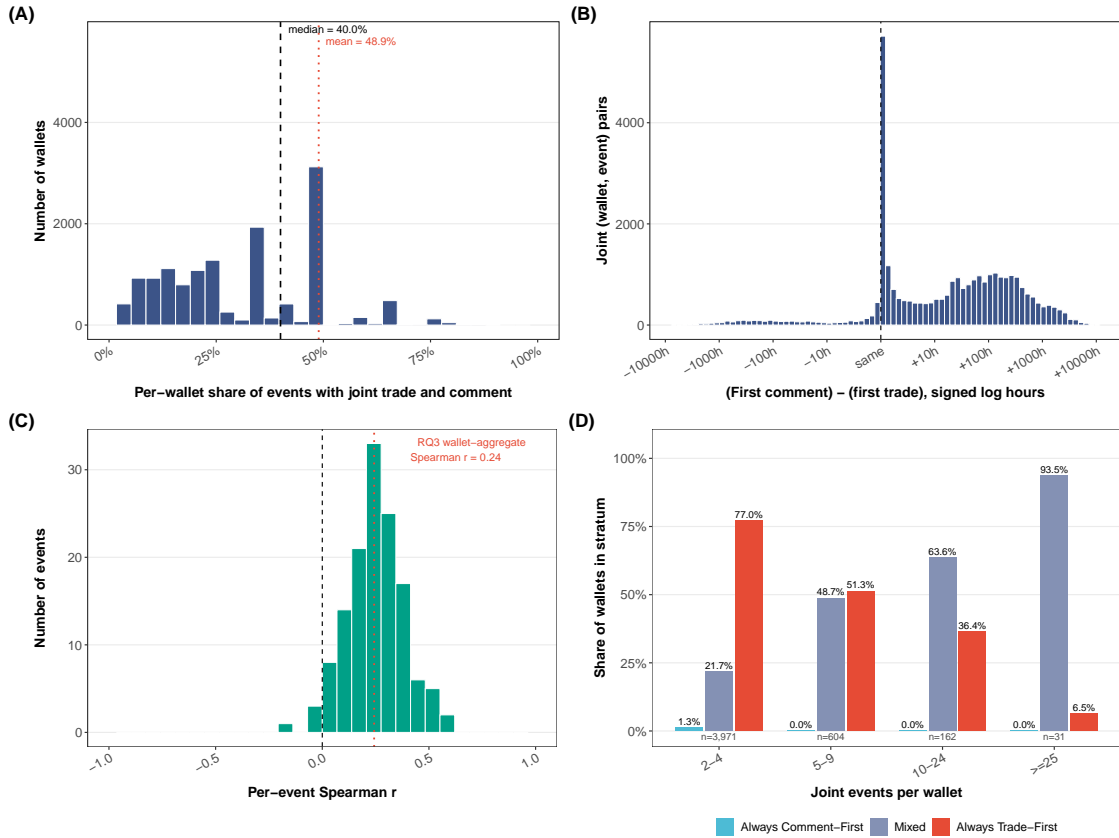 (A)
median = 40.0%
mean = 48.9%
Number of wallets
4000
2000
0
0%
25%
50%
75%
100%
Per−wallet share of events with joint trade and comment
(B)
Joint (wallet, event) pairs
4000
2000
0
−10000h
−1000h
−100h
−10h
same
+10h
+100h
+1000h
+10000h
(First comment) − (first trade), signed log hours
(C)
RQ3 wallet−aggregate
Spearman r = 0.24
Number of events
30
20
10
0
−1.0
−0.5
0.0
0.5
1.0
Per−event Spearman r
(D)
Share of wallets in stratum
100%
75%
50%
25%
0%
1.3%
21.7%
77.0%
n=3,971
0.0%
48.7%
51.3%
n=604
0.0%
63.6%
36.4%
n=162
0.0%
93.5%
6.5%
n=31
2−4
5−9
10−24
>=25
Joint events per wallet
Always Comment−First
Mixed
Always Trade−First